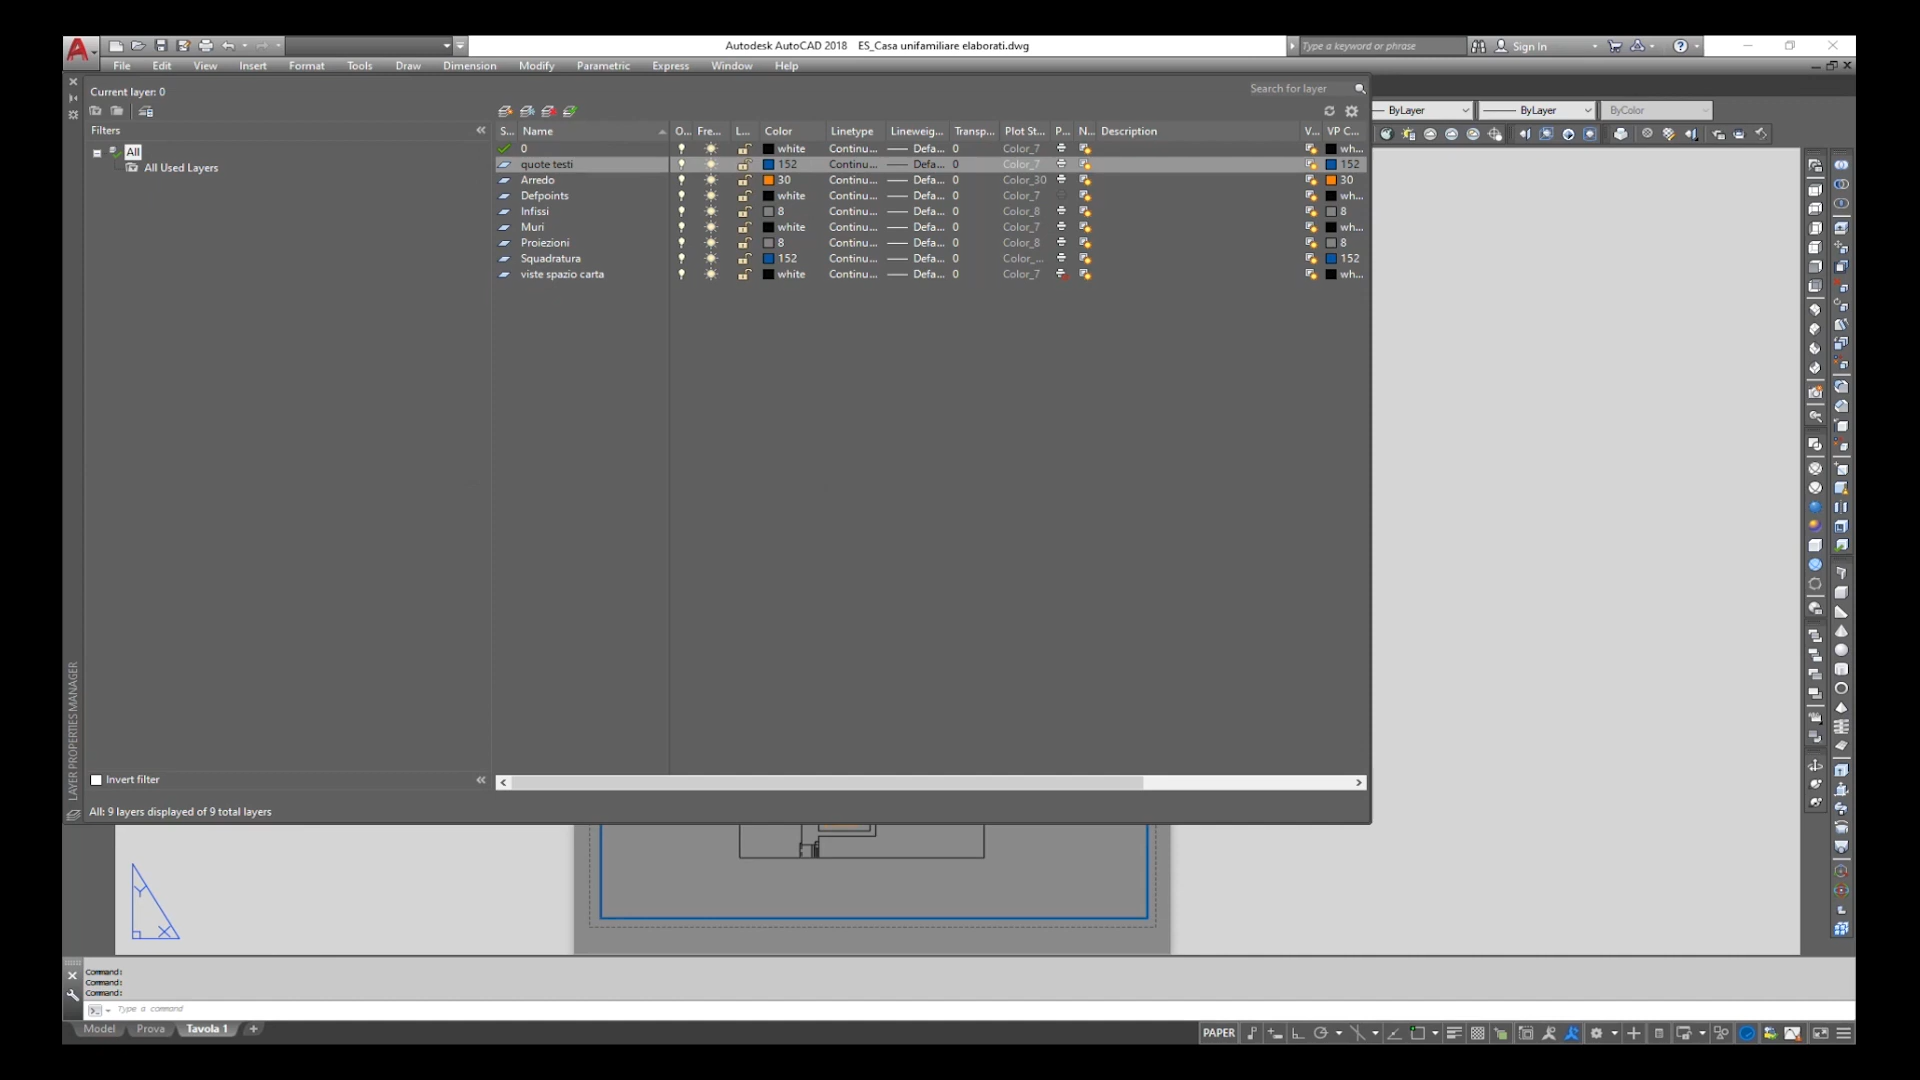 Autodesk AutoCAD 2018 ES_Casa unifamiliare elaborati.dwg
Type a keyword or phrase
Sign In
File Edit View Insert Format Tools Draw Dimension Modify Parametric Express Window Help
Current layer: 0
Search for layer
ByLayer ByLayer ByColor
Filters
S... Name O... Fre... L... Color Linetype Lineweig... Transp... Plot St... P... N... Description V... VP C...
All
All Used Layers
0 white Continu... Defa... 0 Color_7 wh...
quote testi 152 Continu... Defa... 0 Color_7 152
Arredo 30 Continu... Defa... 0 Color_30 30
Defpoints white Continu... Defa... 0 Color_7 wh...
Infissi 8 Continu... Defa... 0 Color_8 8
Muri white Continu... Defa... 0 Color_7 wh...
Proiezioni 8 Continu... Defa... 0 Color_8 8
Squadratura 152 Continu... Defa... 0 Color_... 152
viste spazio carta white Continu... Defa... 0 Color_7 wh...
LAYER PROPERTIES MANAGER
Invert filter
All: 9 layers displayed of 9 total layers
Y
X
Command:
Command:
Command:
Type a command
Model Prova Tavola 1 +
PAPER